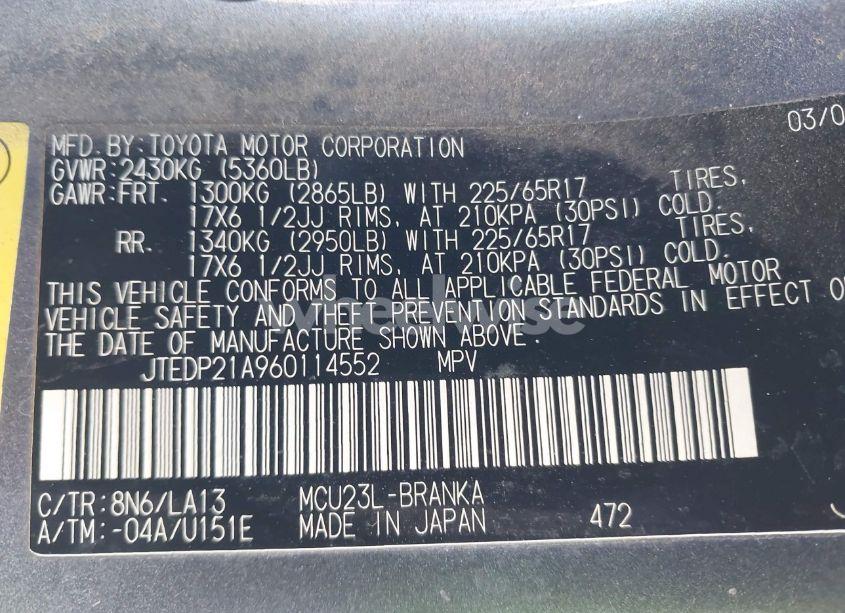 03/0
MFD.BY:TOYOTA MOTOR CORPORATION
GVWR:2430KG (5360LB)
GAWR:FRT. 1300KG (2865LB) WITH 225/65R17 TIRES,
17X6 1/2JJ RIMS, AT 210KPA (30PSI) COLD.
RR. 1340KG (2950LB) WITH 225/65R17 TIRES,
17X6 1/2JJ RIMS, AT 210KPA (30PSI) COLD.
THIS VEHICLE CONFORMS TO ALL APPLICABLE FEDERAL MOTOR
VEHICLE SAFETY AND THEFT PREVENTION STANDARDS IN EFFECT O
THE DATE OF MANUFACTURE SHOWN ABOVE.
JTEDP21A960114552 MPV
C/TR:8N6/LA13 MCU23L-BRANKA
A/TM:-04A/U151E MADE IN JAPAN 472